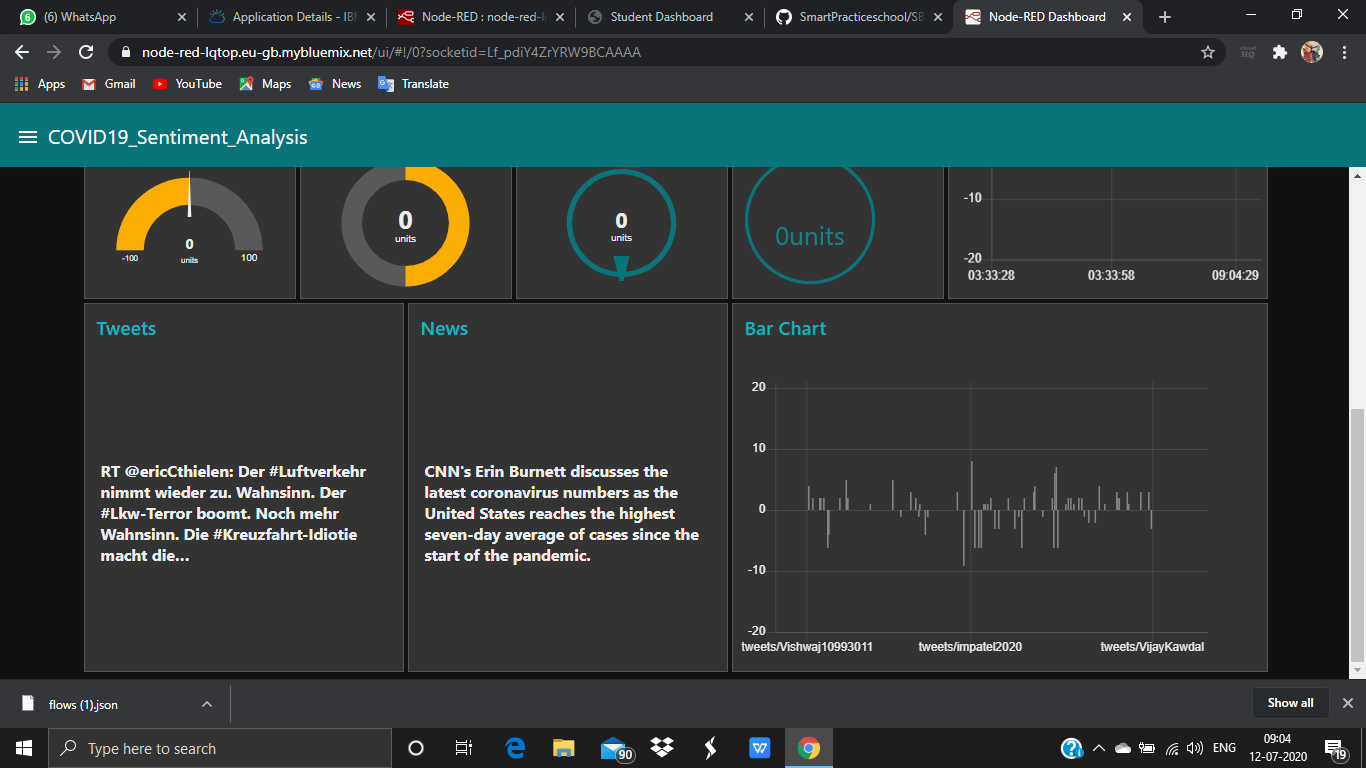 (6) WhatsApp
Application Details - IBM
Node-RED : node-red-l
Student Dashboard
SmartPracticeschool/SB
Node-RED Dashboard
node-red-lqtop.eu-gb.mybluemix.net/ui/#!/0?socketid=Lf_pdiY4ZrYRW9BCAAAA
Apps
Gmail
YouTube
Maps
News
Translate
COVID19_Sentiment_Analysis
0
units
-100
100
0
units
0
units
0units
-10
-20
03:33:28
03:33:58
09:04:29
Tweets
RT @ericCthielen: Der #Luftverkehr
nimmt wieder zu. Wahnsinn. Der
#Lkw-Terror boomt. Noch mehr
Wahnsinn. Die #Kreuzfahrt-Idiotie
macht die...
News
CNN's Erin Burnett discusses the
latest coronavirus numbers as the
United States reaches the highest
seven-day average of cases since the
start of the pandemic.
Bar Chart
20
10
0
-10
-20
tweets/Vishwaj10993011
tweets/impatel2020
tweets/VijayKawdal
flows (1).json
Show all
Type here to search
90
ENG
09:04
12-07-2020
19